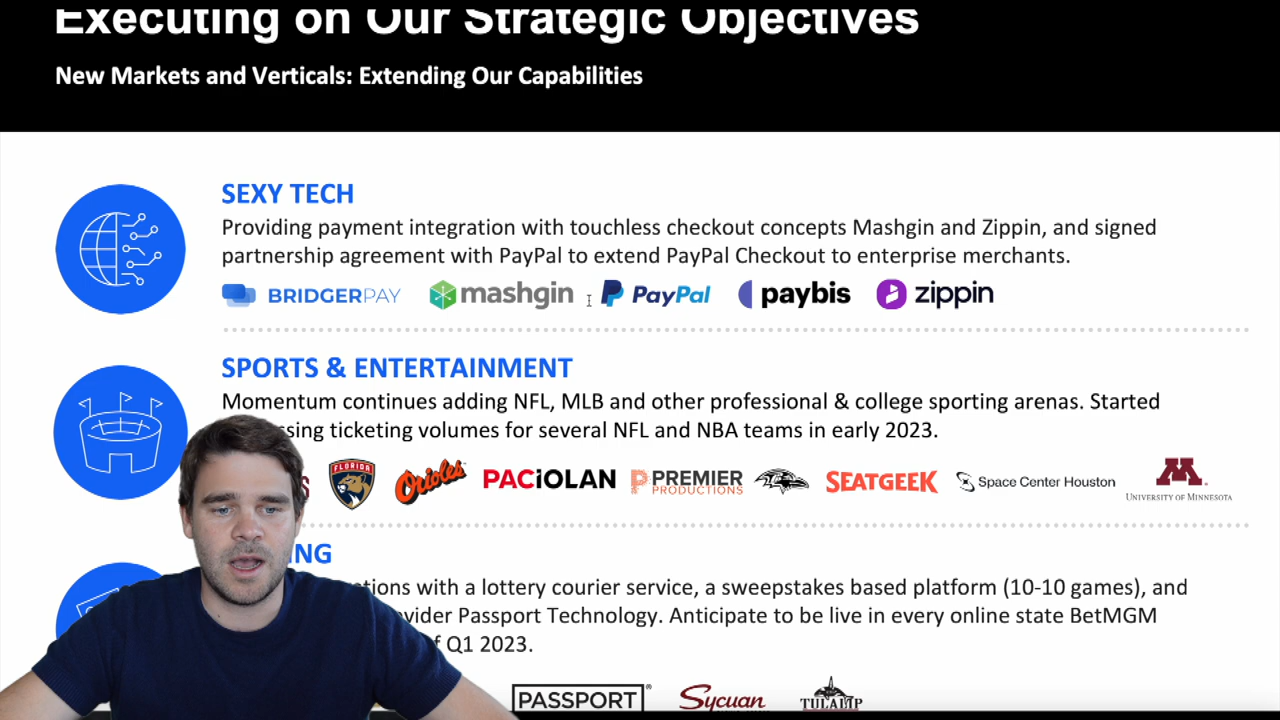 Executing on Our Strategic Objectives
New Markets and Verticals: Extending Our Capabilities
SEXY TECH
Providing payment integration with touchless checkout concepts Mashgin and Zippin, and signed
partnership agreement with PayPal to extend PayPal Checkout to enterprise merchants.
BRIDGERPAY mashgin PayPal paybis zippin
SPORTS & ENTERTAINMENT
Momentum continues adding NFL, MLB and other professional & college sporting arenas. Started
ticketing volumes for several NFL and NBA teams in early 2023.
FLORIDA Orioles PACiOLAN PREMIER PRODUCTIONS SEATGEEK Space Center Houston M UNIVERSITY OF MINNESOTA
with a lottery courier service, a sweepstakes based platform (10-10 games), and
Passport Technology. Anticipate to be live in every online state BetMGM
Q1 2023.
PASSPORT® Sycuan TULALIP